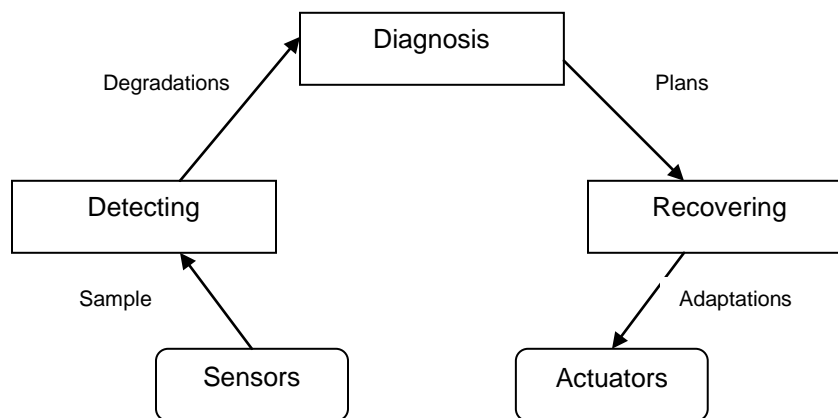 Diagnosis
Degradations
Plans
Detecting
Recovering
Sample
Adaptations
Sensors
Actuators